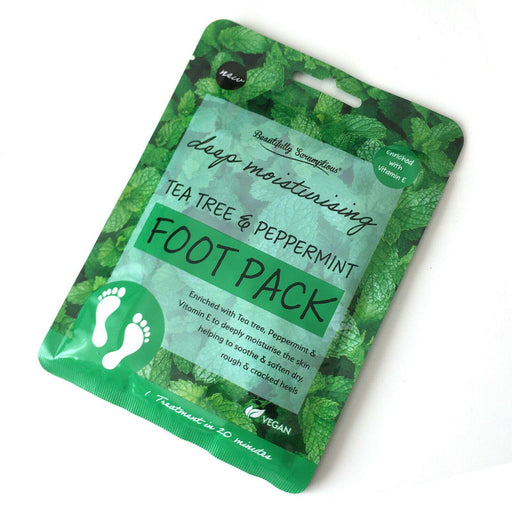 new
Beautifully Scrumptious®
Enriched
with
Vitamin E
deep moisturising
TEA TREE & PEPPERMINT
FOOT PACK
Enriched with Tea tree, Peppermint &
Vitamin E to deeply moisturise the skin
helping to soothe & soften dry,
rough & cracked heels
VEGAN
1 Treatment in 20 minutes